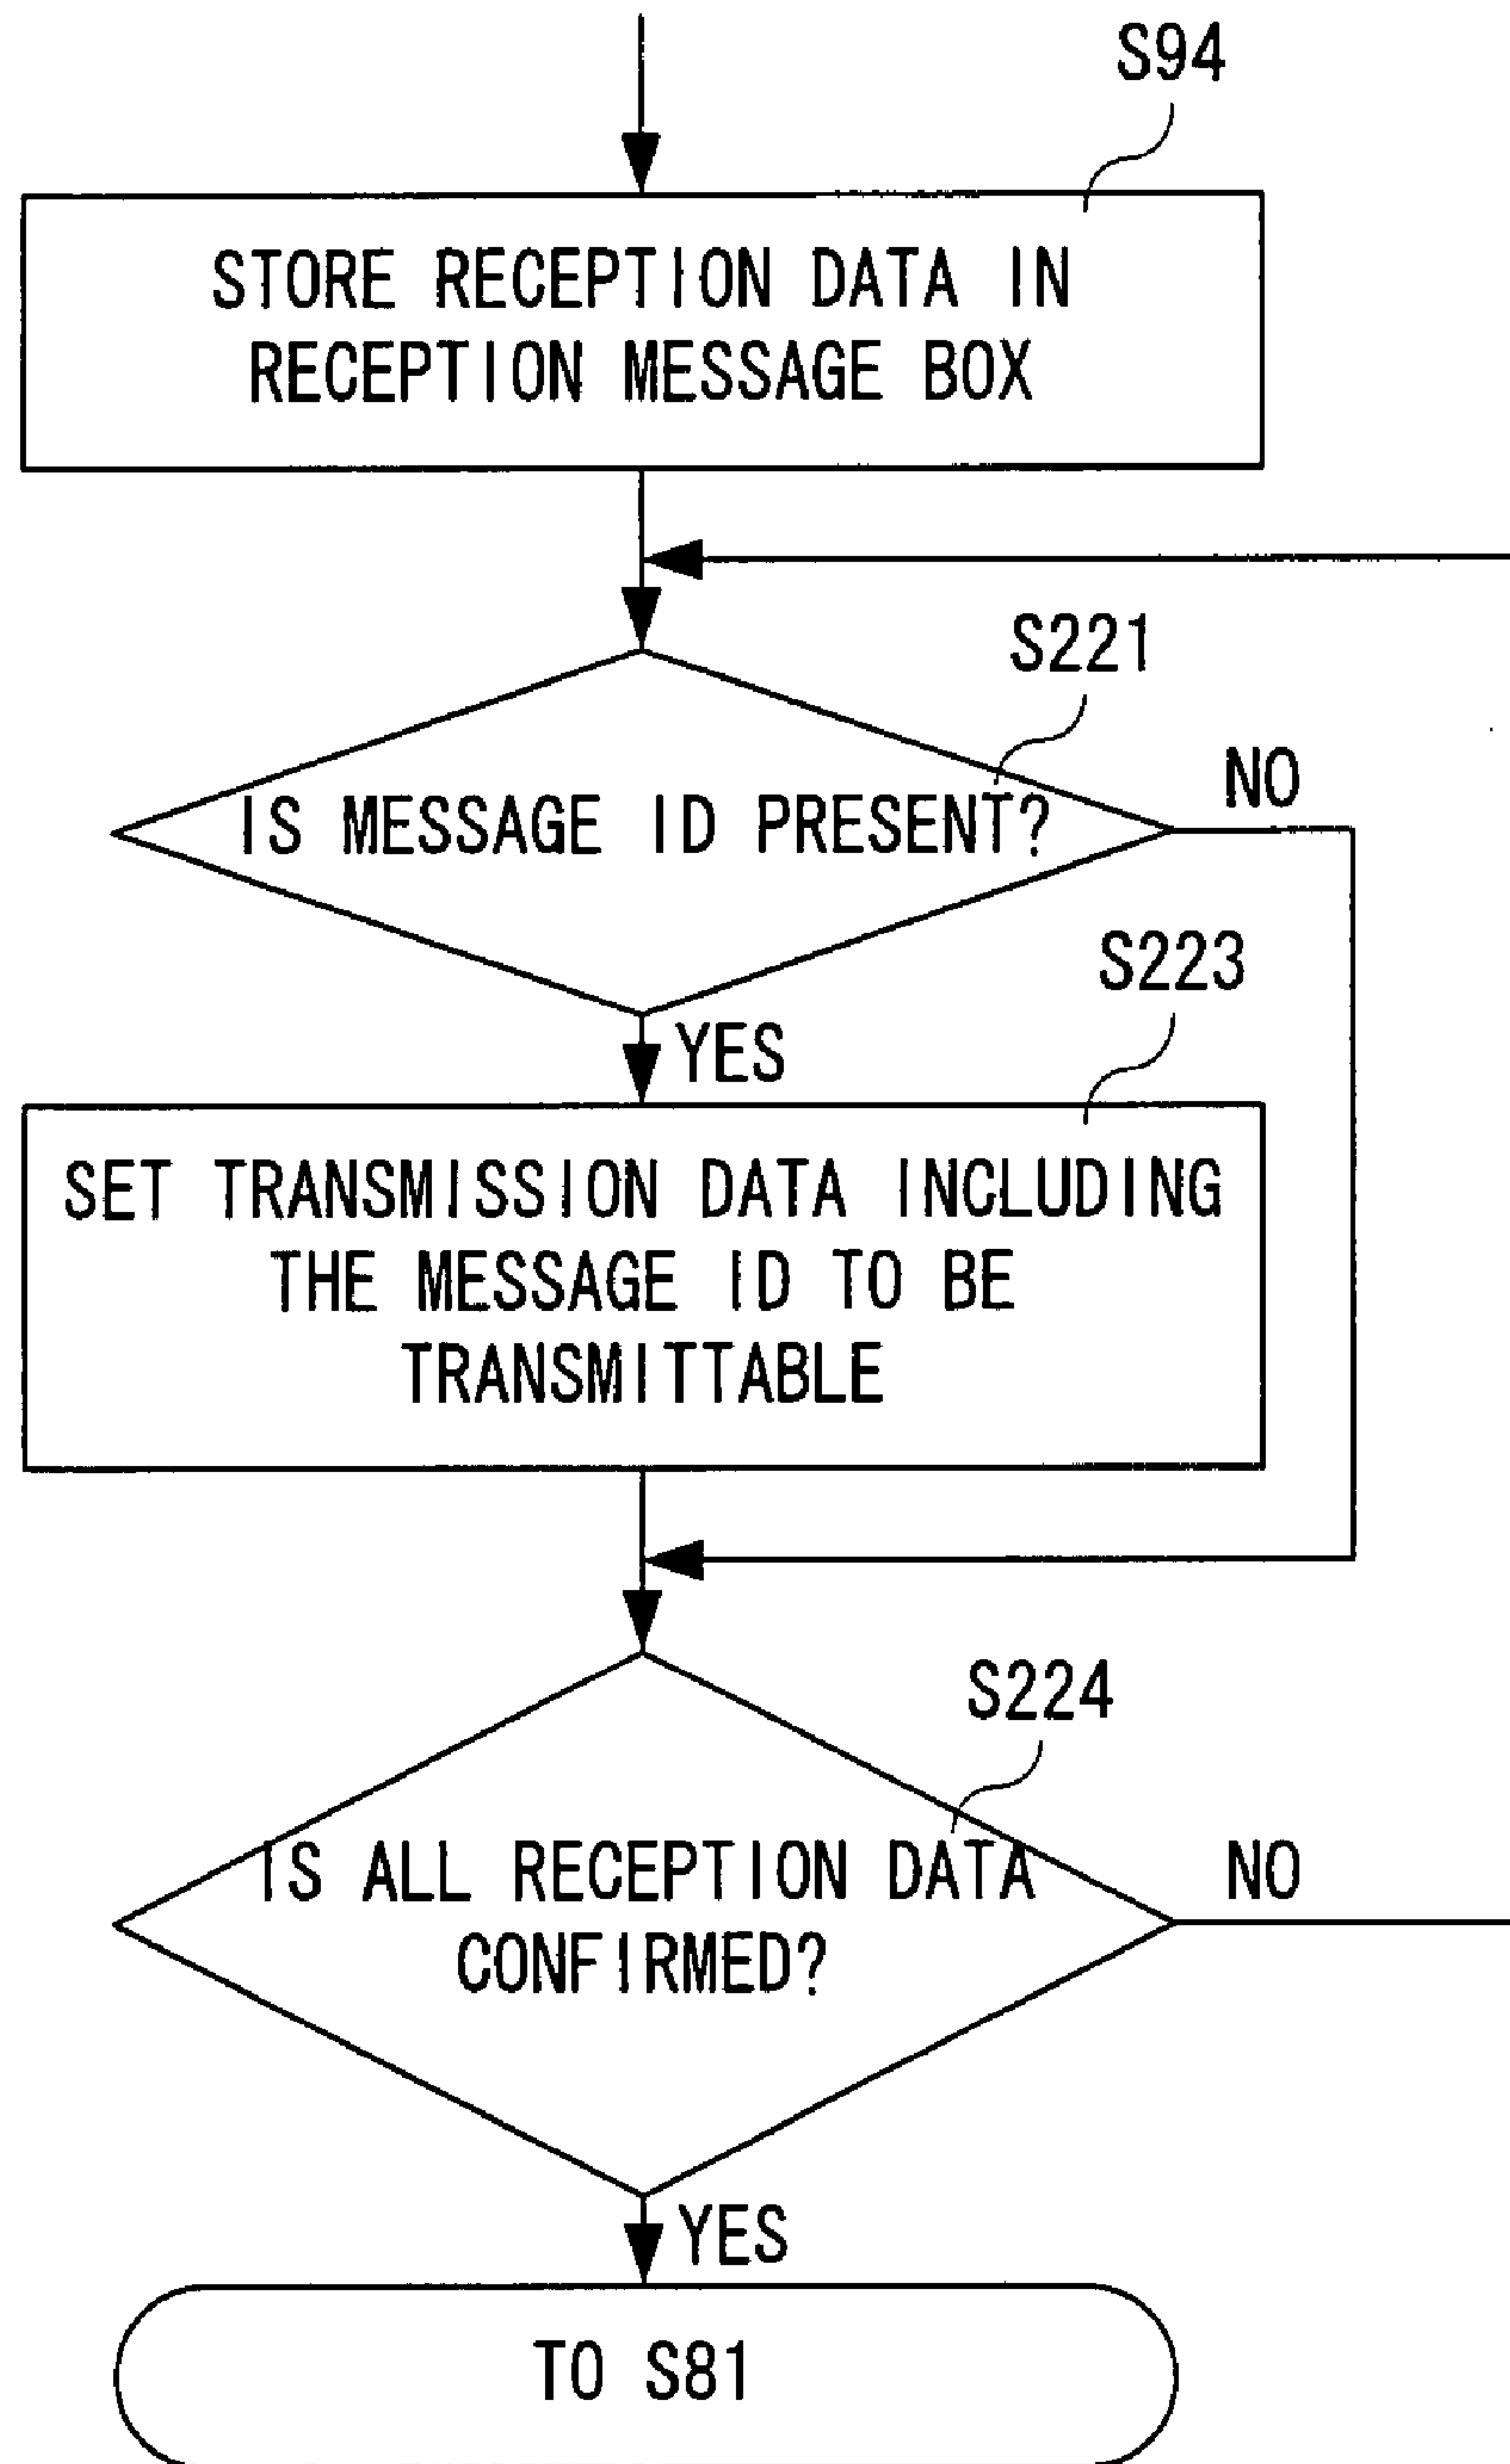 S94
STORE RECEPTION DATA IN
RECEPTION MESSAGE BOX
S221
IS MESSAGE ID PRESENT?
NO
S223
YES
SET TRANSMISSION DATA INCLUDING
THE MESSAGE ID TO BE
TRANSMITTABLE
S224
IS ALL RECEPTION DATA
CONFIRMED?
NO
YES
TO S81